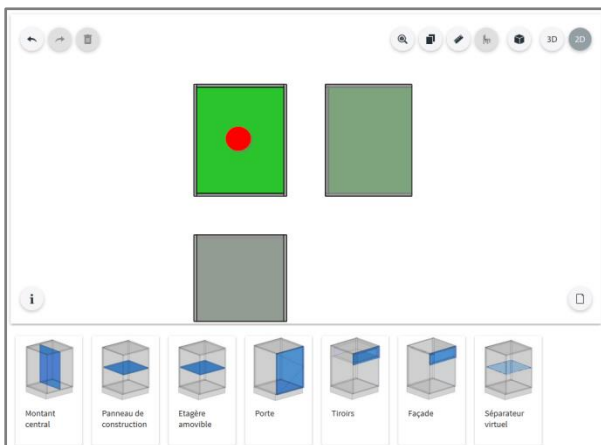 3D
2D
i
Montant
central
Panneau de
construction
Etagère
amovible
Porte
Tiroirs
Façade
Séparateur
virtuel